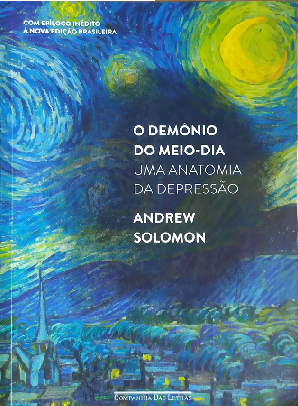 COM EPÍLOGO INÉDITO
À NOVA EDIÇÃO BRASILEIRA
O DEMÔNIO
DO MEIO-DIA
UMA ANATOMIA
DA DEPRESSÃO
ANDREW
SOLOMON
COMPANHIA DAS LETRAS